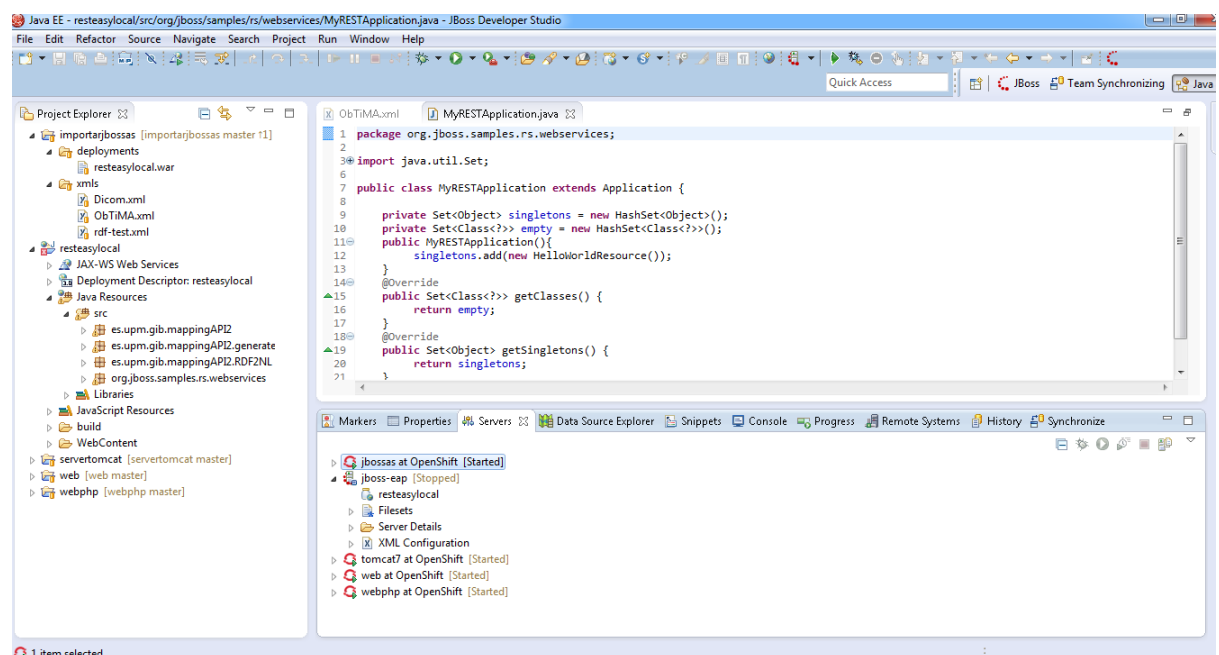 Java EE - resteasylocal/src/org/jboss/samples/rs/webservices/MyRESTApplication.java - JBoss Developer Studio
File Edit Refactor Source Navigate Search Project Run Window Help
Quick Access
JBoss
Team Synchronizing
Java
Project Explorer
importarjbossas [importarjbossas master ↑1]
deployments
resteasylocal.war
xmls
Dicom.xml
ObTiMA.xml
rdf-test.xml
resteasylocal
JAX-WS Web Services
Deployment Descriptor: resteasylocal
Java Resources
src
es.upm.gib.mappingAPI2
es.upm.gib.mappingAPI2.generate
es.upm.gib.mappingAPI2.RDF2NL
org.jboss.samples.rs.webservices
Libraries
JavaScript Resources
build
WebContent
servertomcat [servertomcat master]
web [web master]
webphp [webphp master]
ObTiMA.xml
MyRESTApplication.java
1 package org.jboss.samples.rs.webservices;
2
3 import java.util.Set;
6
7 public class MyRESTApplication extends Application {
8
9 private Set<Object> singletons = new HashSet<Object>();
10 private Set<Class<?>> empty = new HashSet<Class<?>>();
11 public MyRESTApplication(){
12 singletons.add(new HelloWorldResource());
13 }
14 @Override
15 public Set<Class<?>> getClasses() {
16 return empty;
17 }
18 @Override
19 public Set<Object> getSingletons() {
20 return singletons;
21 }
Markers Properties Servers Data Source Explorer Snippets Console Progress Remote Systems History Synchronize
jbossas at OpenShift [Started]
jboss-eap [Stopped]
resteasylocal
Filesets
Server Details
XML Configuration
tomcat7 at OpenShift [Started]
web at OpenShift [Started]
webphp at OpenShift [Started]
1 item selected